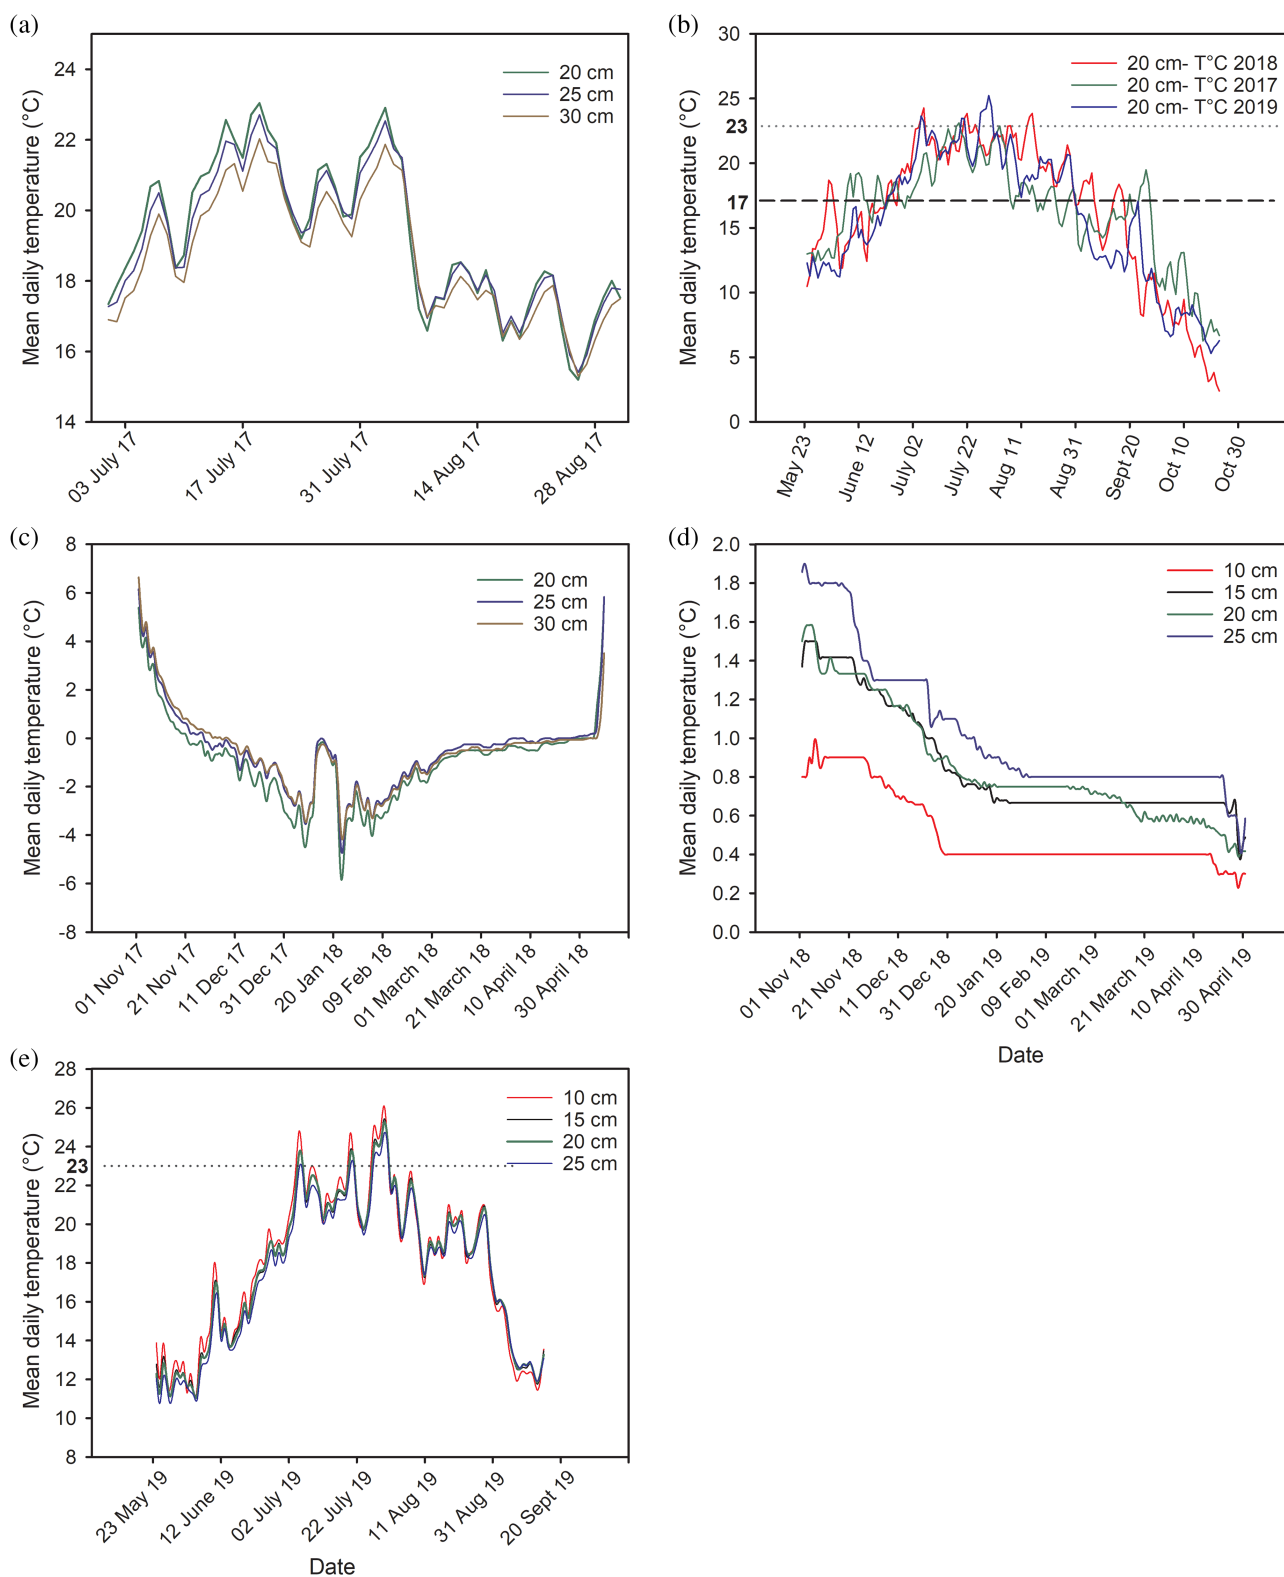 (a)
Mean daily temperature (°C)
24
22
20
18
16
14
20 cm
25 cm
30 cm
03 July 17
17 July 17
31 July 17
14 Aug 17
28 Aug 17
(b)
Mean daily temperature (°C)
30
25
23
20
17
15
10
5
0
20 cm- T°C 2018
20 cm- T°C 2017
20 cm- T°C 2019
May 23
June 12
July 02
July 22
Aug 11
Aug 31
Sept 20
Oct 10
Oct 30
(c)
Mean daily temperature (°C)
8
6
4
2
0
-2
-4
-6
-8
20 cm
25 cm
30 cm
01 Nov 17
21 Nov 17
11 Dec 17
31 Dec 17
20 Jan 18
09 Feb 18
01 March 18
21 March 18
10 April 18
30 April 18
(d)
Mean daily temperature (°C)
2.0
1.8
1.6
1.4
1.2
1.0
0.8
0.6
0.4
0.2
0.0
10 cm
15 cm
20 cm
25 cm
01 Nov 18
21 Nov 18
11 Dec 18
31 Dec 18
20 Jan 19
09 Feb 19
01 March 19
21 March 19
10 April 19
30 April 19
Date
(e)
Mean daily temperature (°C)
28
26
24
23
22
20
18
16
14
12
10
8
10 cm
15 cm
20 cm
25 cm
23 May 19
12 June 19
02 July 19
22 July 19
11 Aug 19
31 Aug 19
20 Sept 19
Date